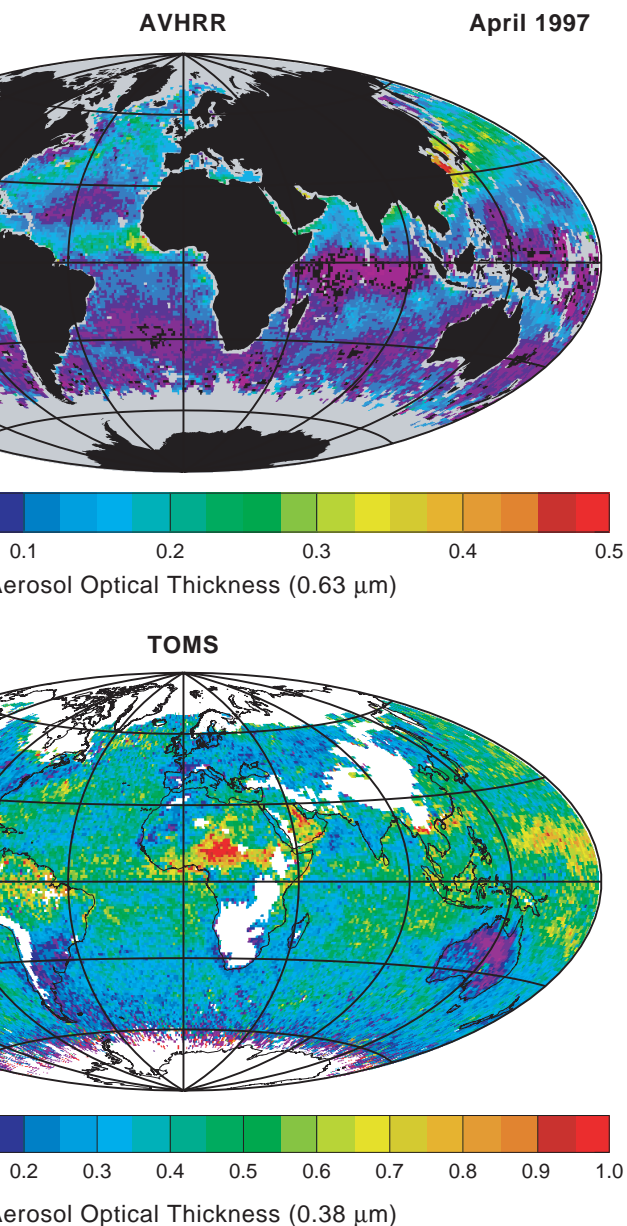 AVHRR April 1997
0.1 0.2 0.3 0.4 0.5
Aerosol Optical Thickness (0.63 µm)
TOMS
0.2 0.3 0.4 0.5 0.6 0.7 0.8 0.9 1.0
Aerosol Optical Thickness (0.38 µm)